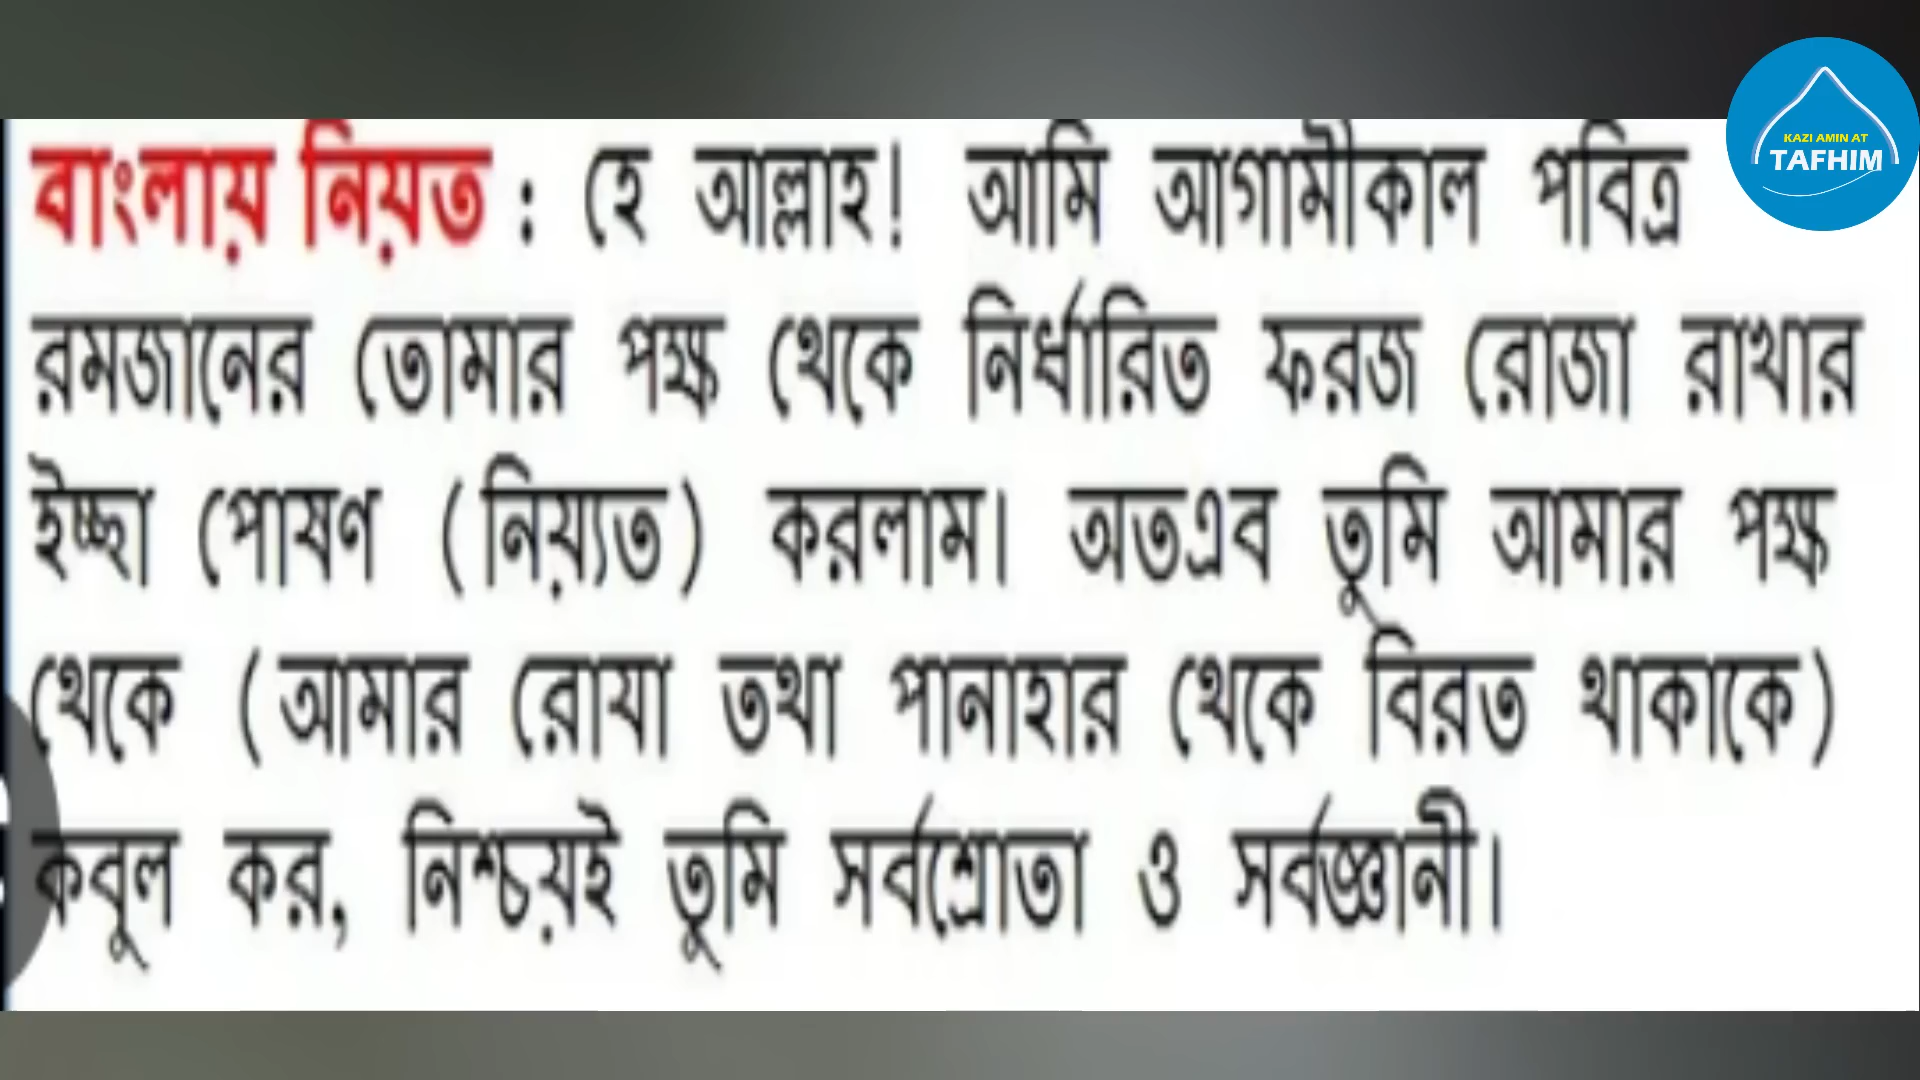 বাংলায় নিয়ত : হে আল্লাহ! আমি আগামীকাল পবিত্র
রমজানের তোমার পক্ষ থেকে নির্ধারিত ফরজ রোজা রাখার
ইচ্ছা পোষণ (নিয়্যত) করলাম। অতএব তুমি আমার পক্ষ
থেকে (আমার রোযা তথা পানাহার থেকে বিরত থাকাকে)
কবুল কর, নিশ্চয়ই তুমি সর্বশ্রোতা ও সর্বজ্ঞানী।
KAZI AMIN AT
TAFHIM